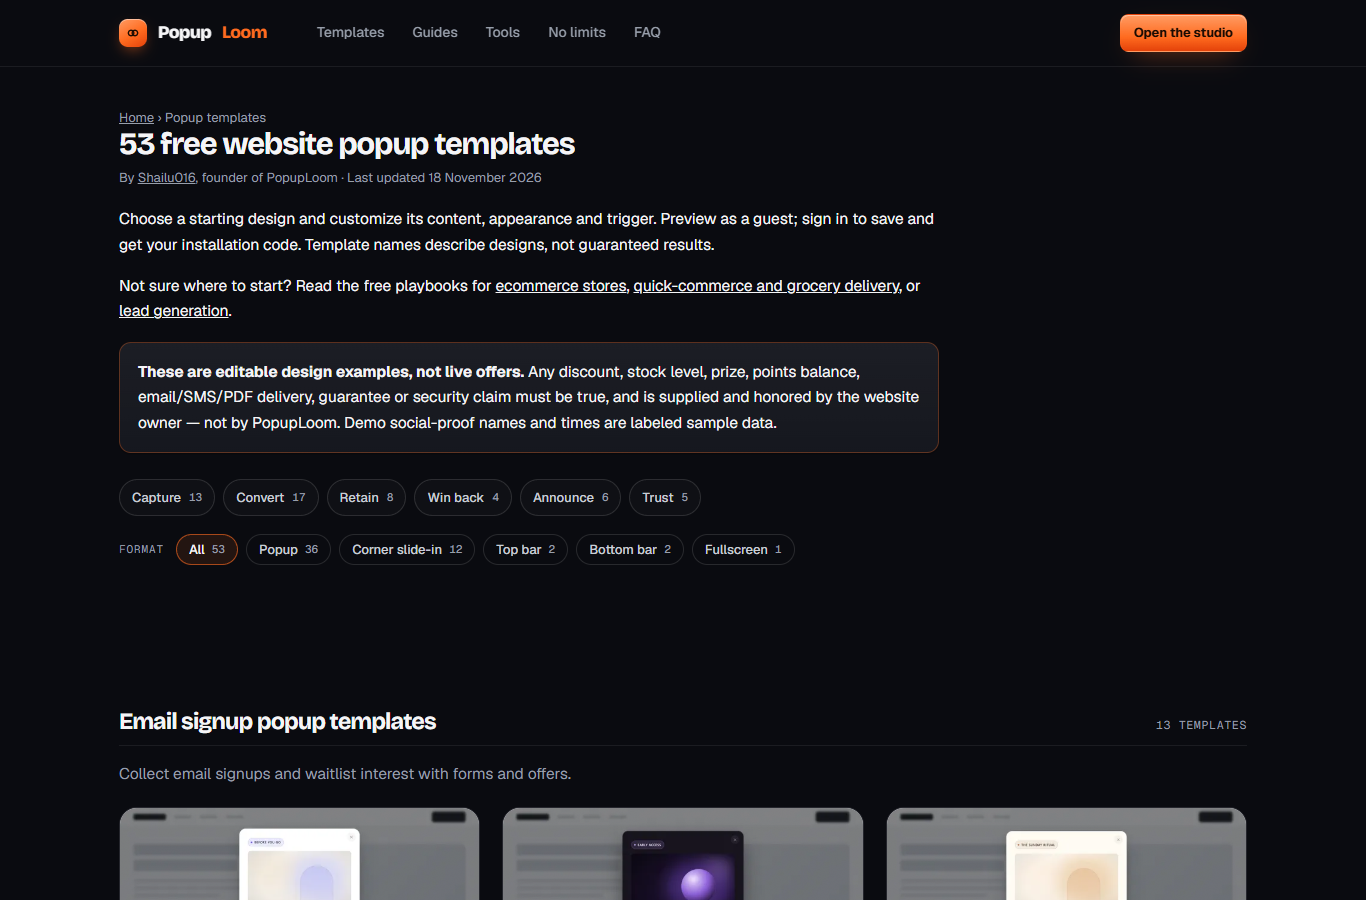 Popup Loom
Templates
Guides
Tools
No limits
FAQ
Open the studio
Home › Popup templates
53 free website popup templates
By Shailu016, founder of PopupLoom · Last updated 18 November 2026
Choose a starting design and customize its content, appearance and trigger. Preview as a guest; sign in to save and
get your installation code. Template names describe designs, not guaranteed results.
Not sure where to start? Read the free playbooks for ecommerce stores, quick-commerce and grocery delivery, or
lead generation.
These are editable design examples, not live offers. Any discount, stock level, prize, points balance,
email/SMS/PDF delivery, guarantee or security claim must be true, and is supplied and honored by the website
owner — not by PopupLoom. Demo social-proof names and times are labeled sample data.
Capture 13
Convert 17
Retain 8
Win back 4
Announce 6
Trust 5
FORMAT
All 53
Popup 36
Corner slide-in 12
Top bar 2
Bottom bar 2
Fullscreen 1
Email signup popup templates
13 TEMPLATES
Collect email signups and waitlist interest with forms and offers.
BEFORE YOU GO
EARLY ACCESS